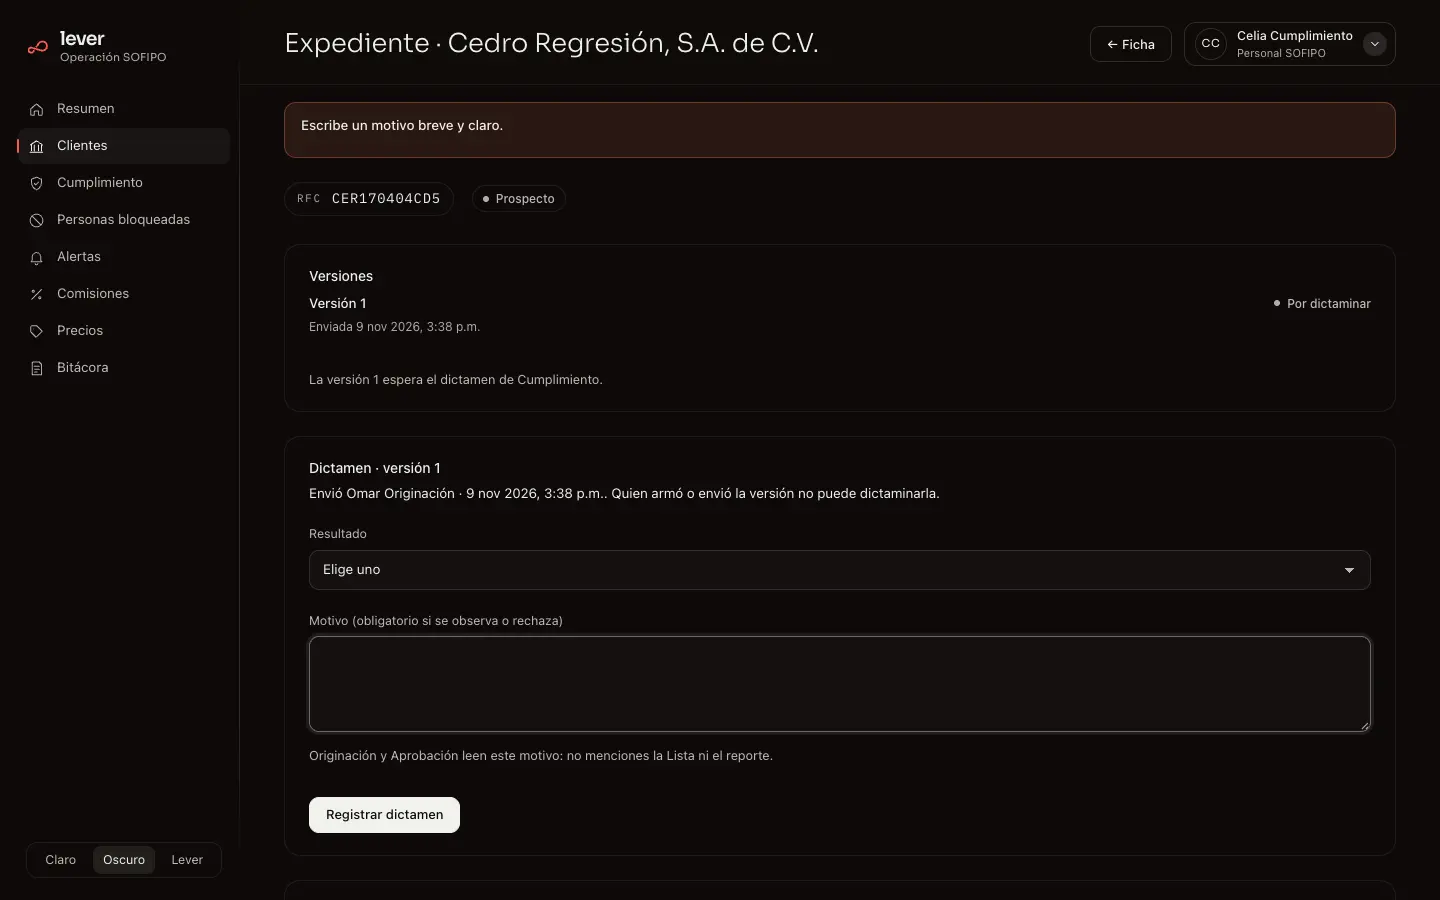 lever
Operación SOFIPO
Resumen
Clientes
Cumplimiento
Personas bloqueadas
Alertas
Comisiones
Precios
Bitácora
Claro
Oscuro
Lever
Expediente · Cedro Regresión, S.A. de C.V.
← Ficha
CC
Celia Cumplimiento
Personal SOFIPO
Escribe un motivo breve y claro.
RFC CER170404CD5
Prospecto
Versiones
Versión 1
Por dictaminar
Enviada 9 nov 2026, 3:38 p.m.
La versión 1 espera el dictamen de Cumplimiento.
Dictamen · versión 1
Envió Omar Originación · 9 nov 2026, 3:38 p.m.. Quien armó o envió la versión no puede dictaminarla.
Resultado
Elige uno
Motivo (obligatorio si se observa o rechaza)
Originación y Aprobación leen este motivo: no menciones la Lista ni el reporte.
Registrar dictamen